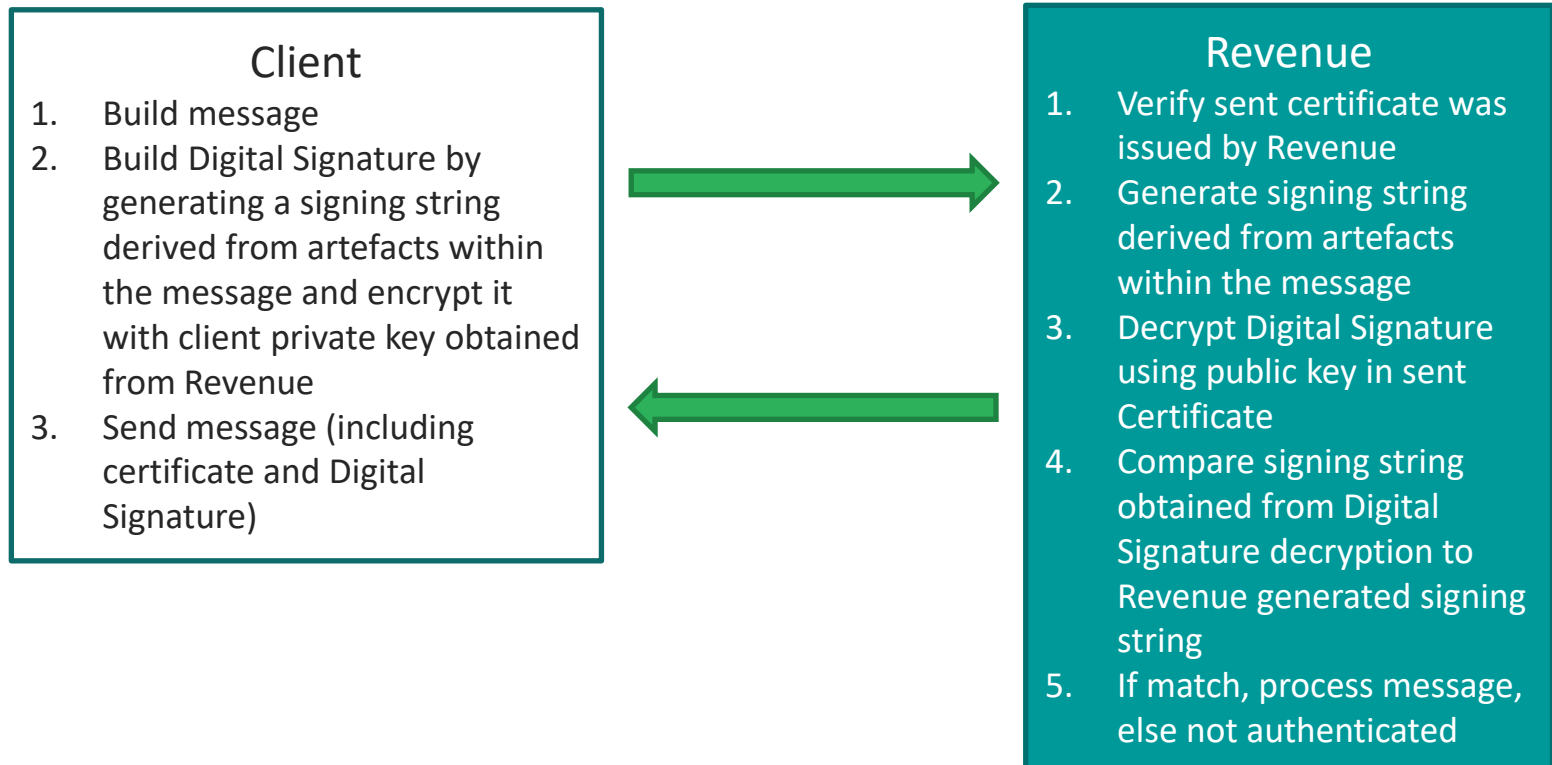 Client
1. Build message
2. Build Digital Signature by
generating a signing string
derived from artefacts within
the message and encrypt it
with client private key obtained
from Revenue
3. Send message (including
certificate and Digital
Signature)
Revenue
1. Verify sent certificate was
issued by Revenue
2. Generate signing string
derived from artefacts
within the message
3. Decrypt Digital Signature
using public key in sent
Certificate
4. Compare signing string
obtained from Digital
Signature decryption to
Revenue generated signing
string
5. If match, process message,
else not authenticated